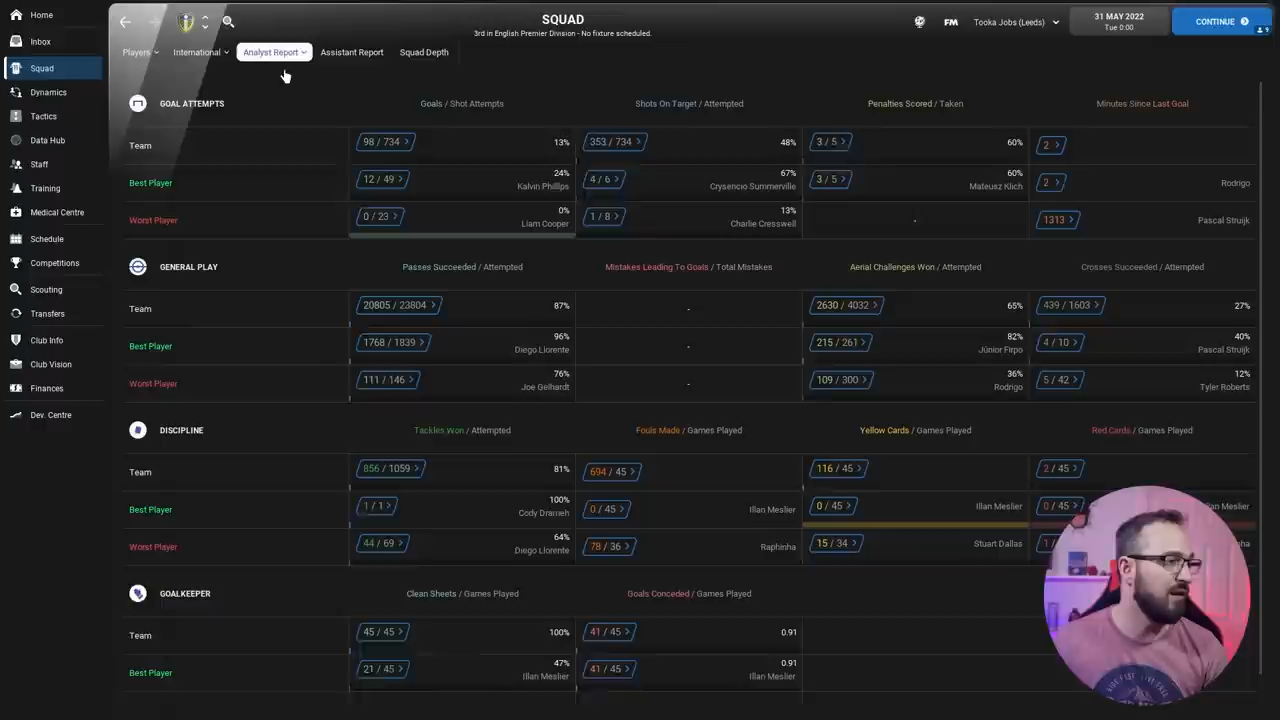 Home
Inbox
Squad
Dynamics
Tactics
Data Hub
Staff
Training
Medical Centre
Schedule
Competitions
Scouting
Transfers
Club Info
Club Vision
Finances
Dev. Centre
SQUAD
3rd in English Premier Division - No fixture scheduled.
FM
Tooka Jobs (Leeds)
31 MAY 2022
Tue 0:00
CONTINUE
9
Players International Analyst Report Assistant Report Squad Depth
GOAL ATTEMPTS Goals / Shot Attempts Shots On Target / Attempted Penalties Scored / Taken Minutes Since Last Goal
Team 98 / 734 13% 353 / 734 48% 3 / 5 60% 2
Best Player 12 / 49 24% Kalvin Phillips 4 / 6 67% Crysencio Summerville 3 / 5 60% Mateusz Klich 2 Rodrigo
Worst Player 0 / 23 0% Liam Cooper 1 / 8 13% Charlie Cresswell - 1313 Pascal Struijk
GENERAL PLAY Passes Succeeded / Attempted Mistakes Leading To Goals / Total Mistakes Aerial Challenges Won / Attempted Crosses Succeeded / Attempted
Team 20805 / 23804 87% - 2630 / 4032 65% 439 / 1603 27%
Best Player 1768 / 1839 96% Diego Llorente - 215 / 261 82% Júnior Firpo 4 / 10 40% Pascal Struijk
Worst Player 111 / 146 76% Joe Gelhardt - 109 / 300 36% Rodrigo 5 / 42 12% Tyler Roberts
DISCIPLINE Tackles Won / Attempted Fouls Made / Games Played Yellow Cards / Games Played Red Cards / Games Played
Team 856 / 1059 81% 694 / 45 116 / 45 2 / 45
Best Player 1 / 1 100% Cody Drameh 0 / 45 Illan Meslier 0 / 45 Illan Meslier 0 / 45 Meslier
Worst Player 44 / 69 64% Diego Llorente 78 / 36 Raphinha 15 / 34 Stuart Dallas 1 /
GOALKEEPER Clean Sheets / Games Played Goals Conceded / Games Played
Team 45 / 45 100% 41 / 45 0.91
Best Player 21 / 45 47% Illan Meslier 41 / 45 0.91 Illan Meslier